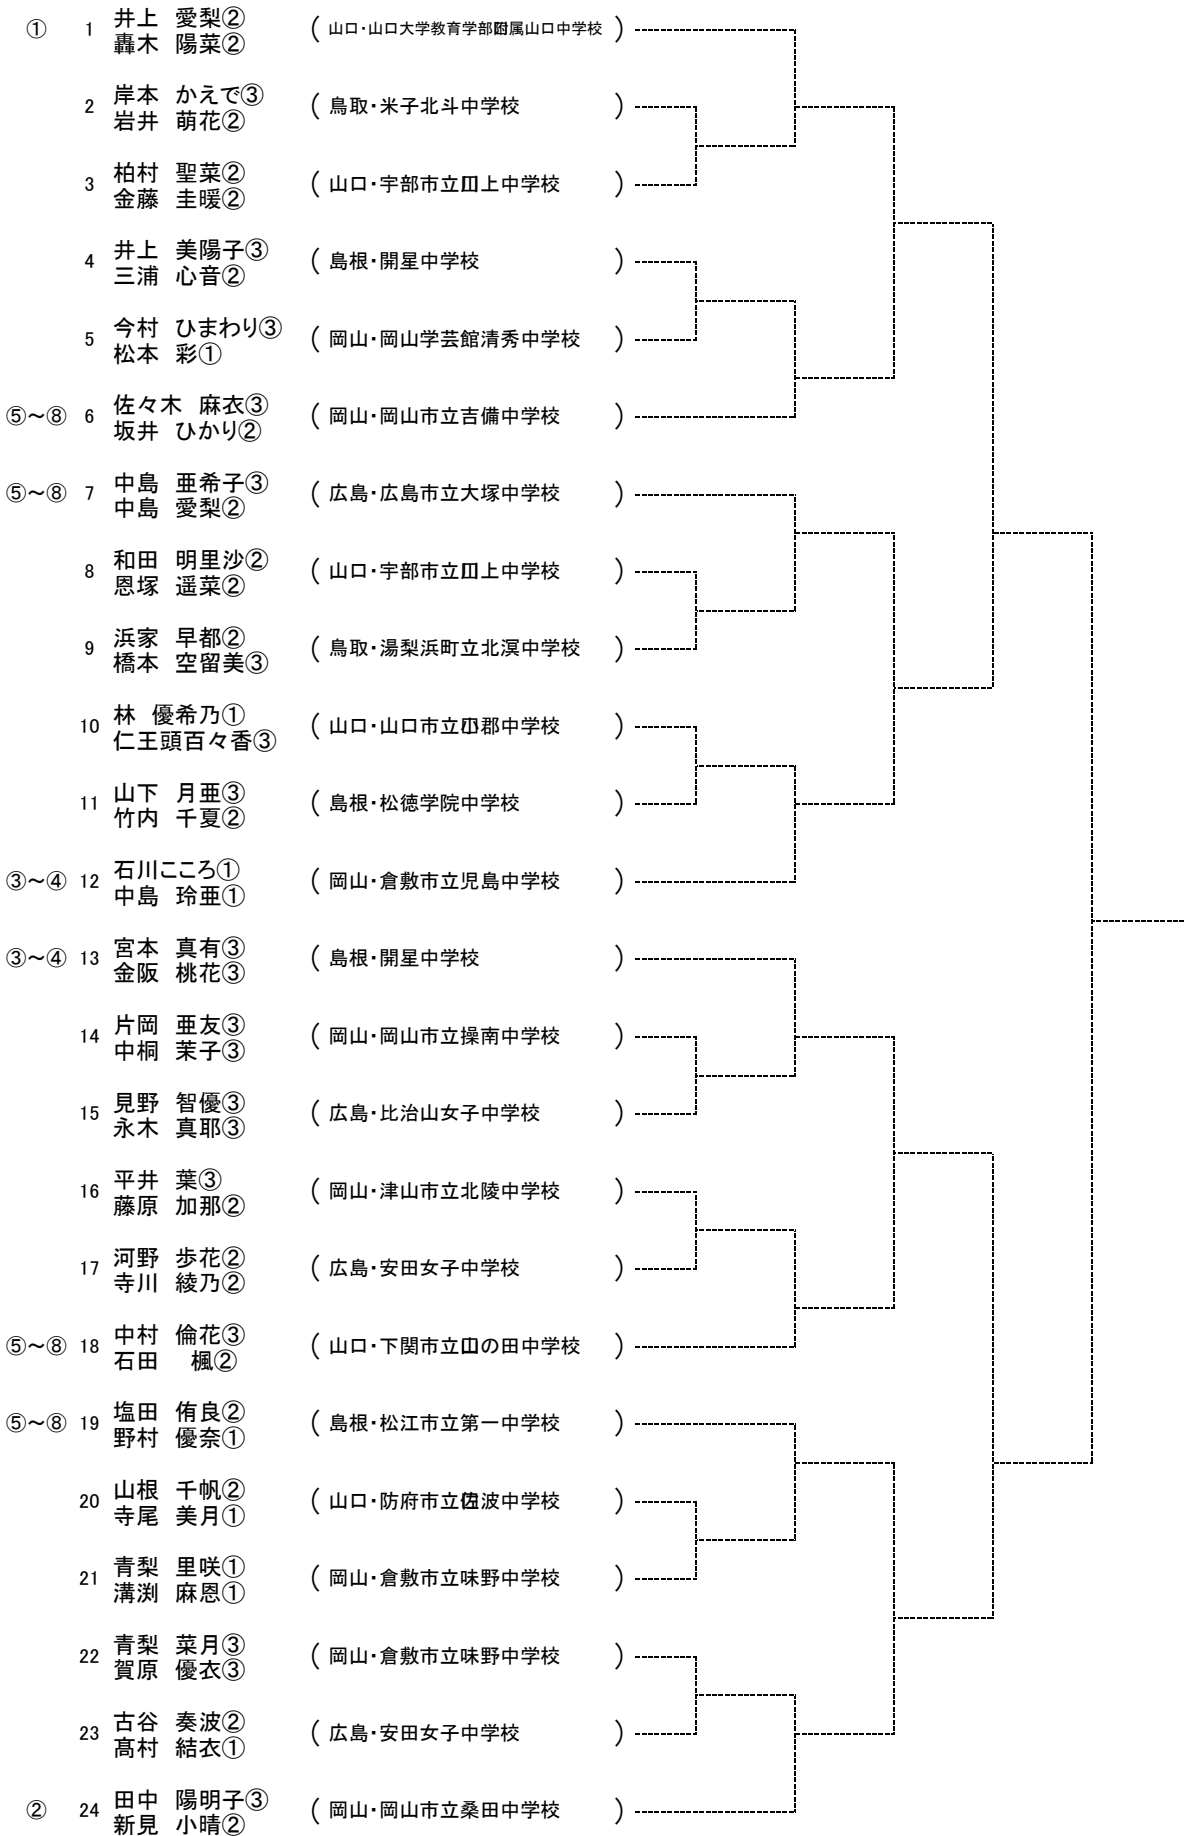 ① 1 井上 愛梨② ( 山口・山口大学教育学部附属山口中学校 )
轟木 陽菜②
2 岸本 かえで③ ( 鳥取・米子北斗中学校 )
岩井 萌花②
3 柏村 聖菜② ( 山口・宇部市立川上中学校 )
金藤 圭暖②
4 井上 美陽子③ ( 島根・開星中学校 )
三浦 心音②
5 今村 ひまわり③ ( 岡山・岡山学芸館清秀中学校 )
松本 彩①
⑤～⑧ 6 佐々木 麻衣③ ( 岡山・岡山市立吉備中学校 )
坂井 ひかり②
⑤～⑧ 7 中島 亜希子③ ( 広島・広島市立大塚中学校 )
中島 愛梨②
8 和田 明里沙② ( 山口・宇部市立川上中学校 )
恩塚 遥菜②
9 浜家 早都② ( 鳥取・湯梨浜町立北溟中学校 )
橋本 空留美③
10 林 優希乃① ( 山口・山口市立小郡中学校 )
仁王頭百々香③
11 山下 月亜③ ( 島根・松徳学院中学校 )
竹内 千夏②
③～④ 12 石川こころ① ( 岡山・倉敷市立児島中学校 )
中島 玲亜①
③～④ 13 宮本 真有③ ( 島根・開星中学校 )
金阪 桃花③
14 片岡 亜友③ ( 岡山・岡山市立操南中学校 )
中桐 茉子③
15 見野 智優③ ( 広島・比治山女子中学校 )
永木 真耶③
16 平井 葉③ ( 岡山・津山市立北陵中学校 )
藤原 加那②
17 河野 歩花② ( 広島・安田女子中学校 )
寺川 綾乃②
⑤～⑧ 18 中村 倫花③ ( 山口・下関市立山の田中学校 )
石田 楓②
⑤～⑧ 19 塩田 侑良② ( 島根・松江市立第一中学校 )
野村 優奈①
20 山根 千帆② ( 山口・防府市立佐波中学校 )
寺尾 美月①
21 青梨 里咲① ( 岡山・倉敷市立味野中学校 )
溝渕 麻恩①
22 青梨 菜月③ ( 岡山・倉敷市立味野中学校 )
賀原 優衣③
23 古谷 奏波② ( 広島・安田女子中学校 )
髙村 結衣①
② 24 田中 陽明子③ ( 岡山・岡山市立桑田中学校 )
新見 小晴②